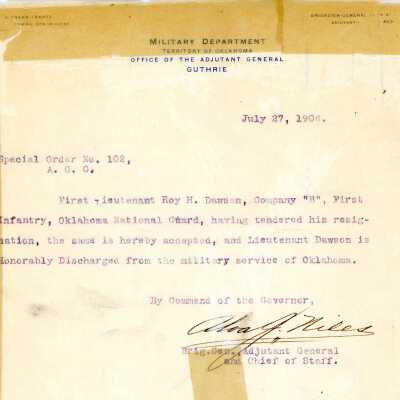 MILITARY DEPARTMENT
TERRITORY OF OKLAHOMA
OFFICE OF THE ADJUTANT GENERAL
GUTHRIE
BRIGADIER-GENERAL
July 27, 1906.
Special Order No. 102,
A. G. O.
First Lieutenant Roy H. Dawson, Company "H", First
Infantry, Oklahoma National Guard, having tendered his resig-
nation, the same is hereby accepted, and Lieutenant Dawson is
Honorably Discharged from the military service of Oklahoma.
By Command of the Governor,
Alva J. Niles
Brig. Gen., Adjutant General
and Chief of Staff.